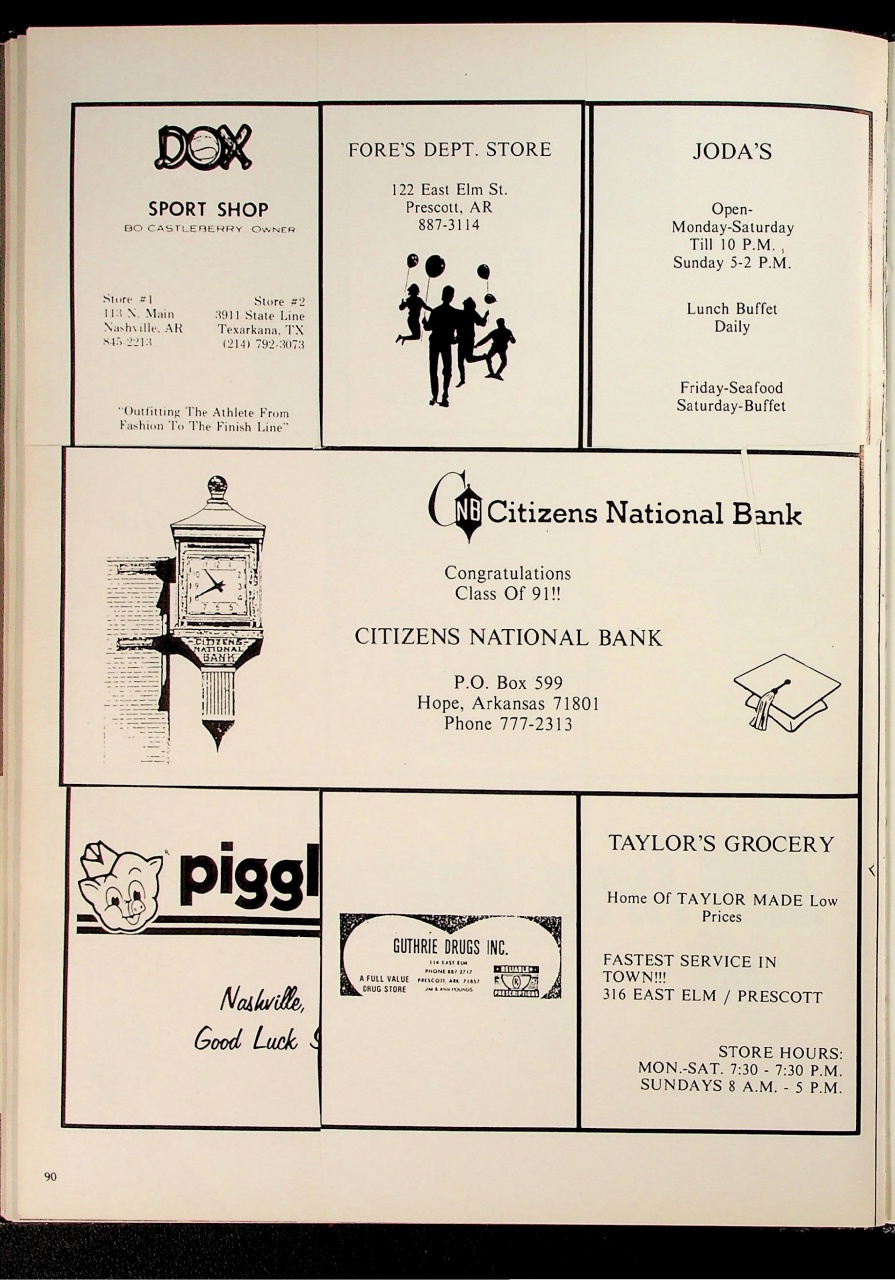 DOX
SPORT SHOP
BO CASTLEBERRY OWNER
Store #1
113 N. Main
Nashville, AR
845-2213
Store #2
3911 State Line
Texarkana, TX
(214) 792-3073
"Outfitting The Athlete From
Fashion To The Finish Line"
FORE'S DEPT. STORE
122 East Elm St.
Prescott, AR
887-3114
JODA'S
Open-
Monday-Saturday
Till 10 P.M. ,
Sunday 5-2 P.M.
Lunch Buffet
Daily
Friday-Seafood
Saturday-Buffet
CITIZENS
NATIONAL
BANK
CNB Citizens National Bank
Congratulations
Class Of 91!!
CITIZENS NATIONAL BANK
P.O. Box 599
Hope, Arkansas 71801
Phone 777-2313
piggl
Nashville,
Good Luck S
GUTHRIE DRUGS INC.
114 EAST ELM
PHONE 887-2717
PRESCOTT, ARK 71857
JIM & ANN POUNDS
A FULL VALUE
DRUG STORE
RELIABLE
PRESCRIPTIONS
TAYLOR'S GROCERY
Home Of TAYLOR MADE Low
Prices
FASTEST SERVICE IN
TOWN!!!
316 EAST ELM / PRESCOTT
STORE HOURS:
MON.-SAT. 7:30 - 7:30 P.M.
SUNDAYS 8 A.M. - 5 P.M.
90